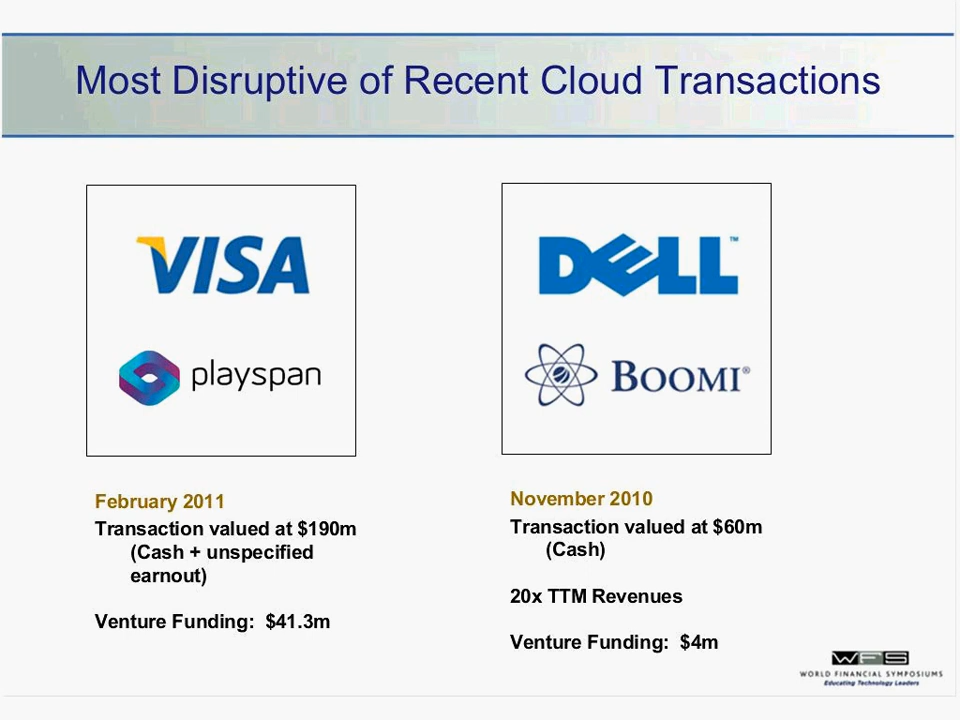 Most Disruptive of Recent Cloud Transactions
VISA
playspan
DELL™
BOOMI®
February 2011
Transaction valued at $190m
(Cash + unspecified
earnout)
Venture Funding: $41.3m
November 2010
Transaction valued at $60m
(Cash)
20x TTM Revenues
Venture Funding: $4m
WFS
WORLD FINANCIAL SYMPOSIUMS
Educating Technology Leaders